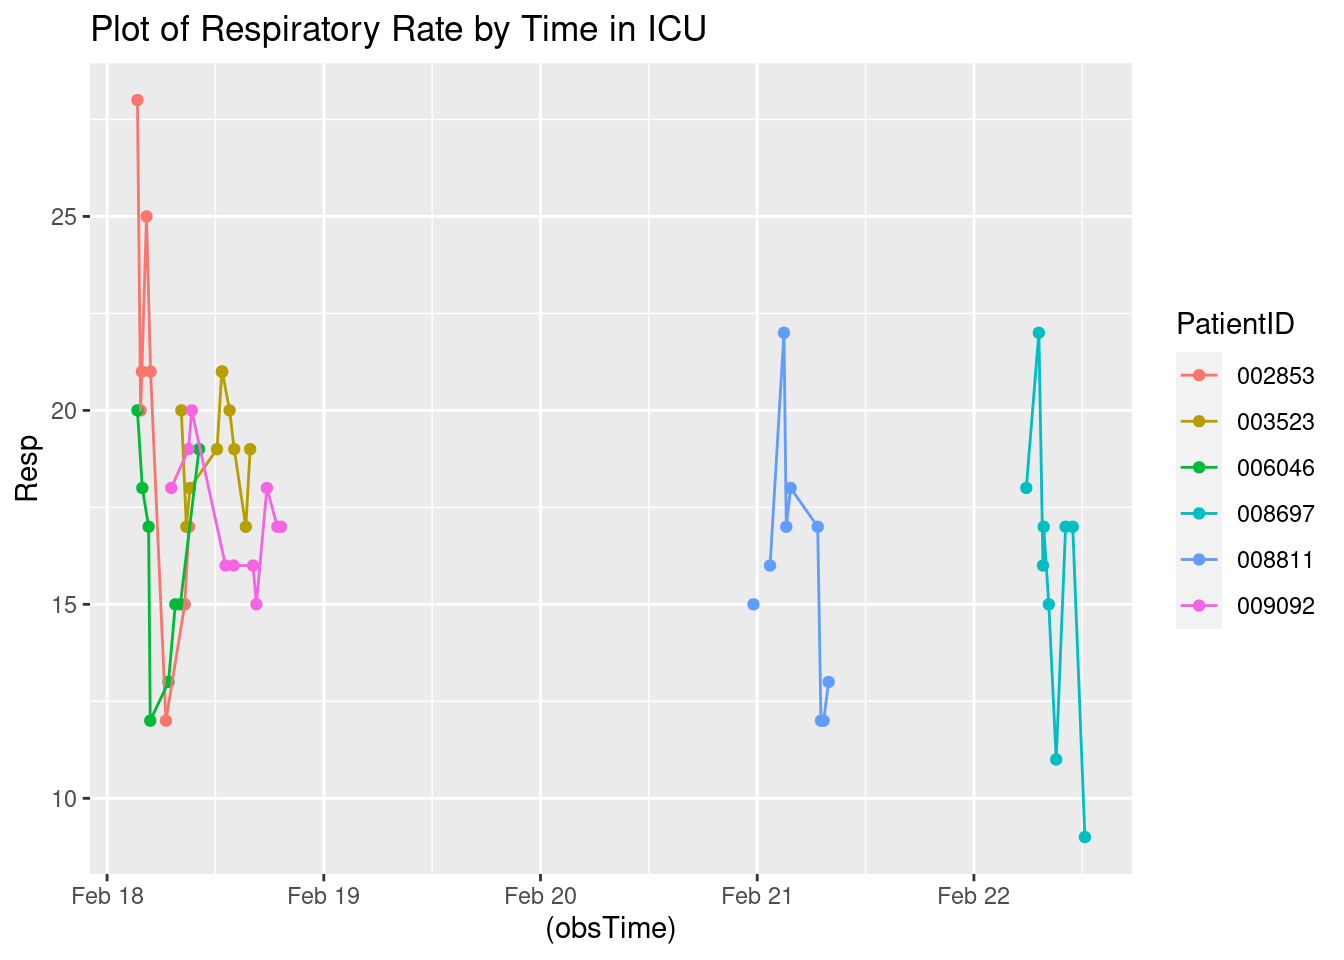 Plot of Respiratory Rate by Time in ICU
Resp
25
20
15
10
Feb 18
Feb 19
Feb 20
Feb 21
Feb 22
(obsTime)
PatientID
002853
003523
006046
008697
008811
009092